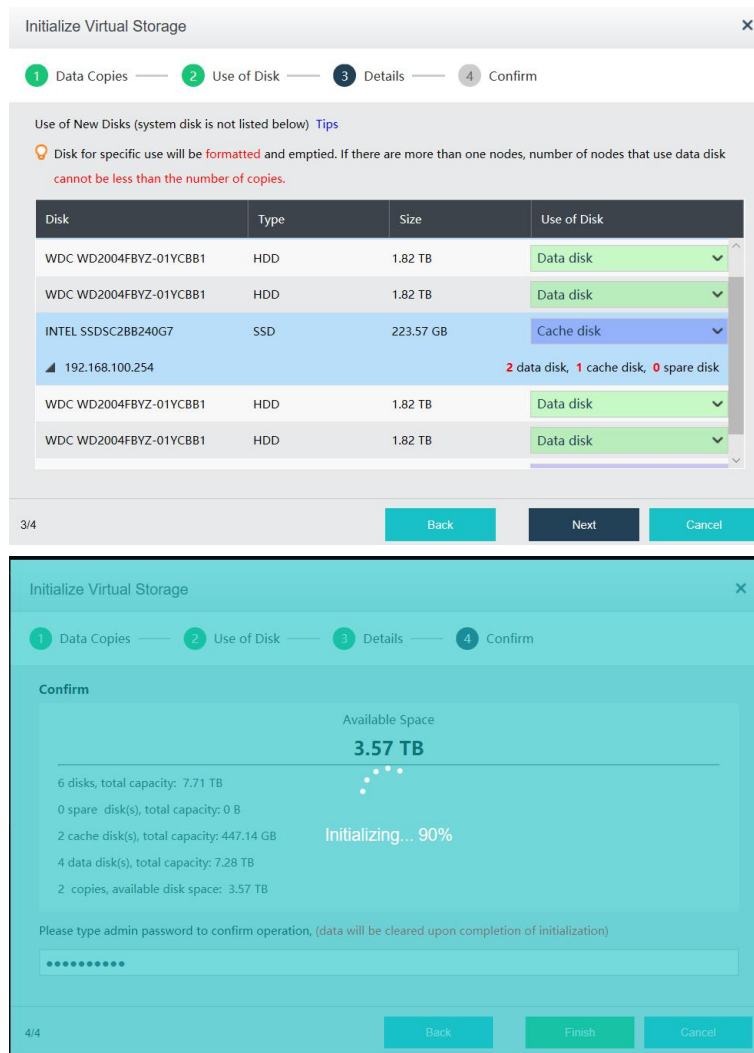 Initialize Virtual Storage
1 Data Copies 2 Use of Disk 3 Details 4 Confirm
Use of New Disks (system disk is not listed below) Tips
Disk for specific use will be formatted and emptied. If there are more than one nodes, number of nodes that use data disk
cannot be less than the number of copies.
Disk Type Size Use of Disk
WDC WD2004FBYZ-01YCBB1 HDD 1.82 TB Data disk
WDC WD2004FBYZ-01YCBB1 HDD 1.82 TB Data disk
INTEL SSDSC2BB240G7 SSD 223.57 GB Cache disk
192.168.100.254 2 data disk, 1 cache disk, 0 spare disk
WDC WD2004FBYZ-01YCBB1 HDD 1.82 TB Data disk
WDC WD2004FBYZ-01YCBB1 HDD 1.82 TB Data disk
3/4 Back Next Cancel
Initialize Virtual Storage
1 Data Copies 2 Use of Disk 3 Details 4 Confirm
Confirm
Available Space
3.57 TB
6 disks, total capacity: 7.71 TB
0 spare disk(s), total capacity: 0 B
2 cache disk(s), total capacity: 447.14 GB
Initializing... 90%
4 data disk(s), total capacity: 7.28 TB
2 copies, available disk space: 3.57 TB
Please type admin password to confirm operation, (data will be cleared upon completion of initialization)
4/4 Back Finish Cancel